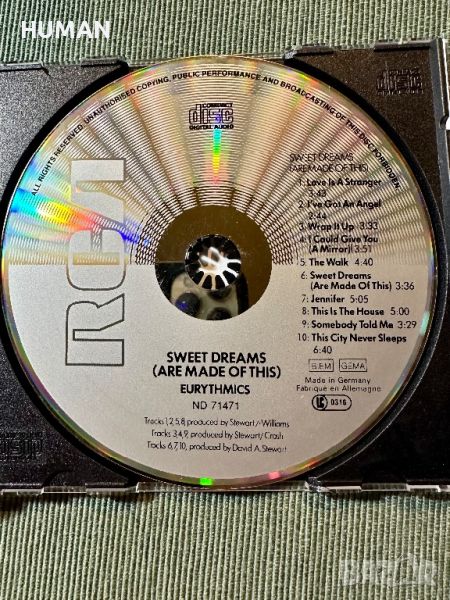 HUMAN
ALL RIGHTS RESERVED. UNAUTHORISED COPYING, PUBLIC PERFORMANCE AND BROADCASTING OF THIS DISC FORBIDDEN.
COMPACT
disc
DIGITAL AUDIO
RCA
SWEET DREAMS
(ARE MADE OF THIS)
1: Love Is A Stranger
3:43
2: I've Got An Angel
2:44
3: Wrap It Up 3:33
4: I Could Give You
(A Mirror) 3:51
5: The Walk 4:40
6: Sweet Dreams
(Are Made Of This) 3:36
7: Jennifer 5:05
8: This Is The House 5:00
9: Somebody Told Me 3:29
10: This City Never Sleeps
6:40
BIEM GEMA
Made in Germany
Fabriqué en Allemagne
LC 0316
SWEET DREAMS
(ARE MADE OF THIS)
EURYTHMICS
ND 71471
Tracks 1,2,5,8, produced by Stewart/Williams
Tracks 3,4,9, produced by Stewart/Crash
Tracks 6,7,10, produced by David A. Stewart
BAZAR